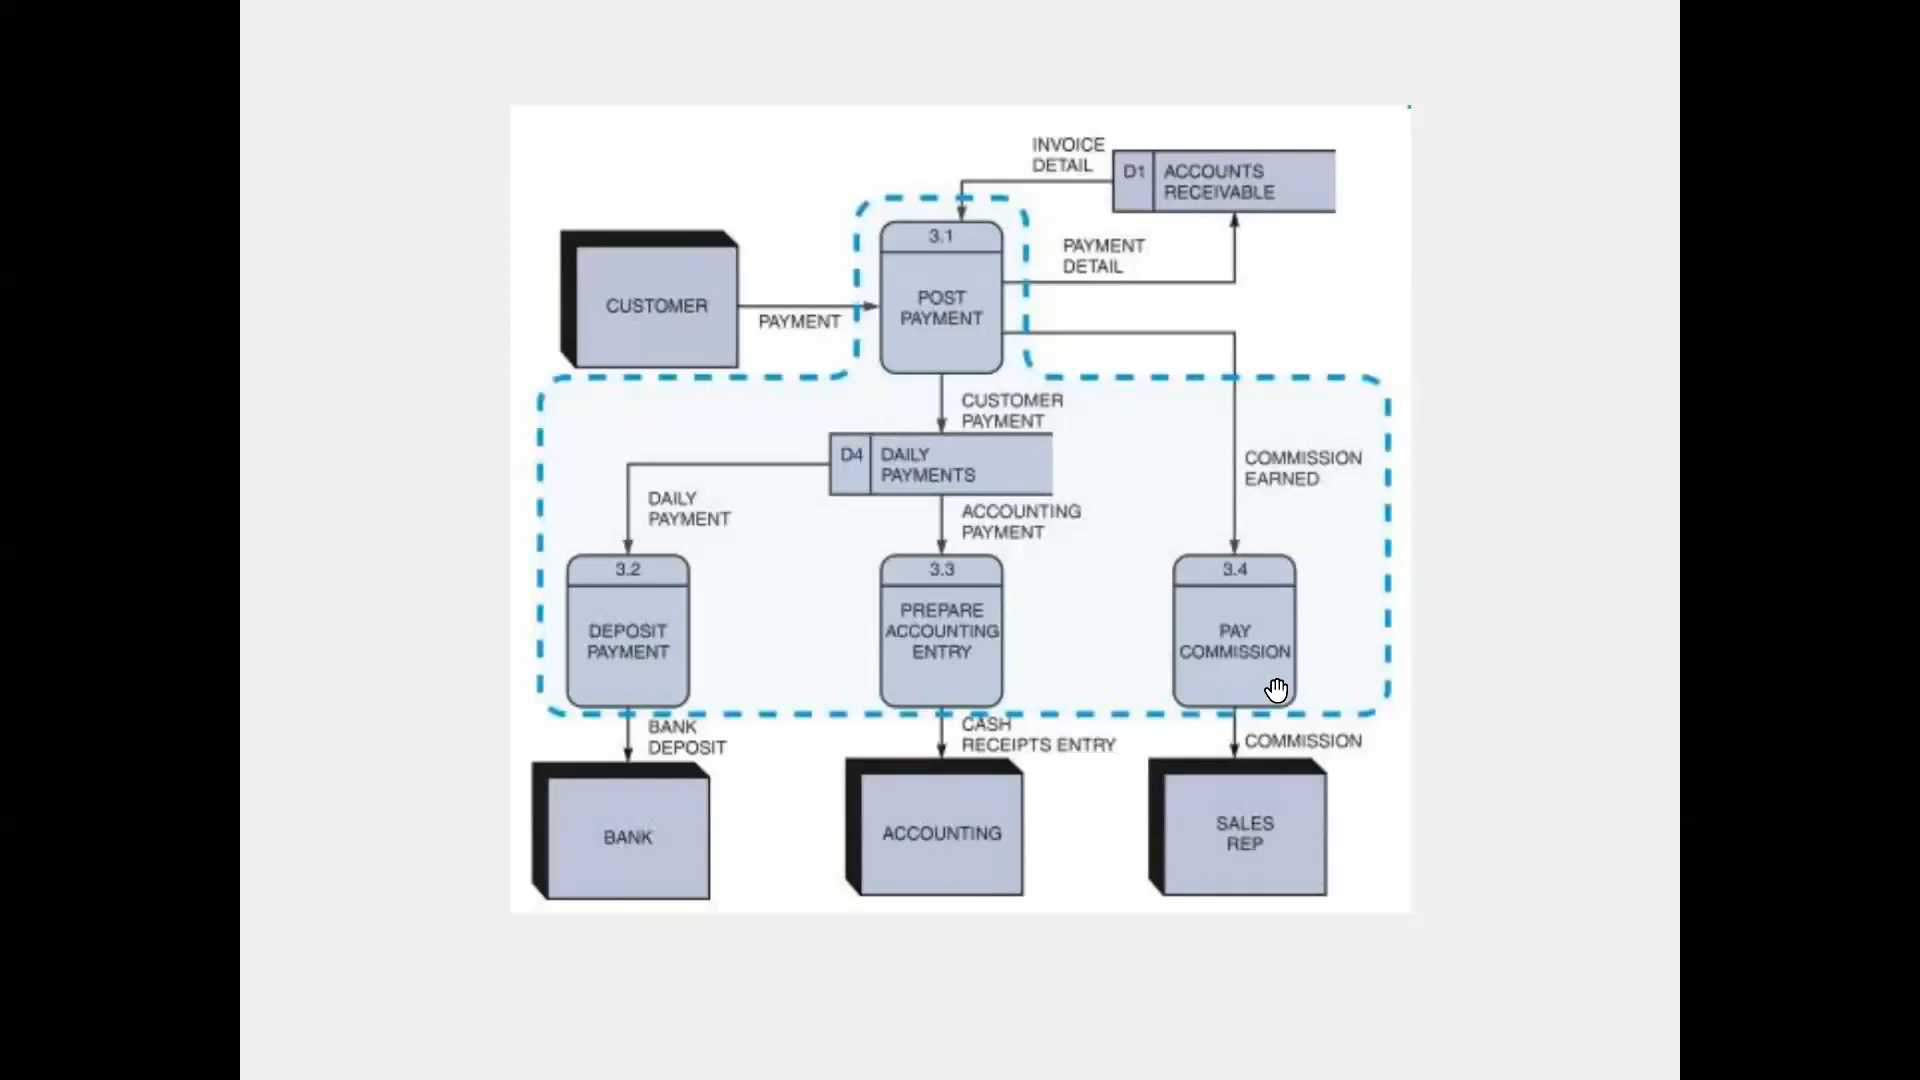 INVOICE
DETAIL
D1
ACCOUNTS
RECEIVABLE
3.1
PAYMENT
DETAIL
CUSTOMER
POST
PAYMENT
PAYMENT
CUSTOMER
PAYMENT
D4
DAILY
PAYMENTS
COMMISSION
EARNED
DAILY
PAYMENT
ACCOUNTING
PAYMENT
3.2
3.3
3.4
DEPOSIT
PAYMENT
PREPARE
ACCOUNTING
ENTRY
PAY
COMMISSION
BANK
DEPOSIT
CASH
RECEIPTS ENTRY
COMMISSION
BANK
ACCOUNTING
SALES
REP